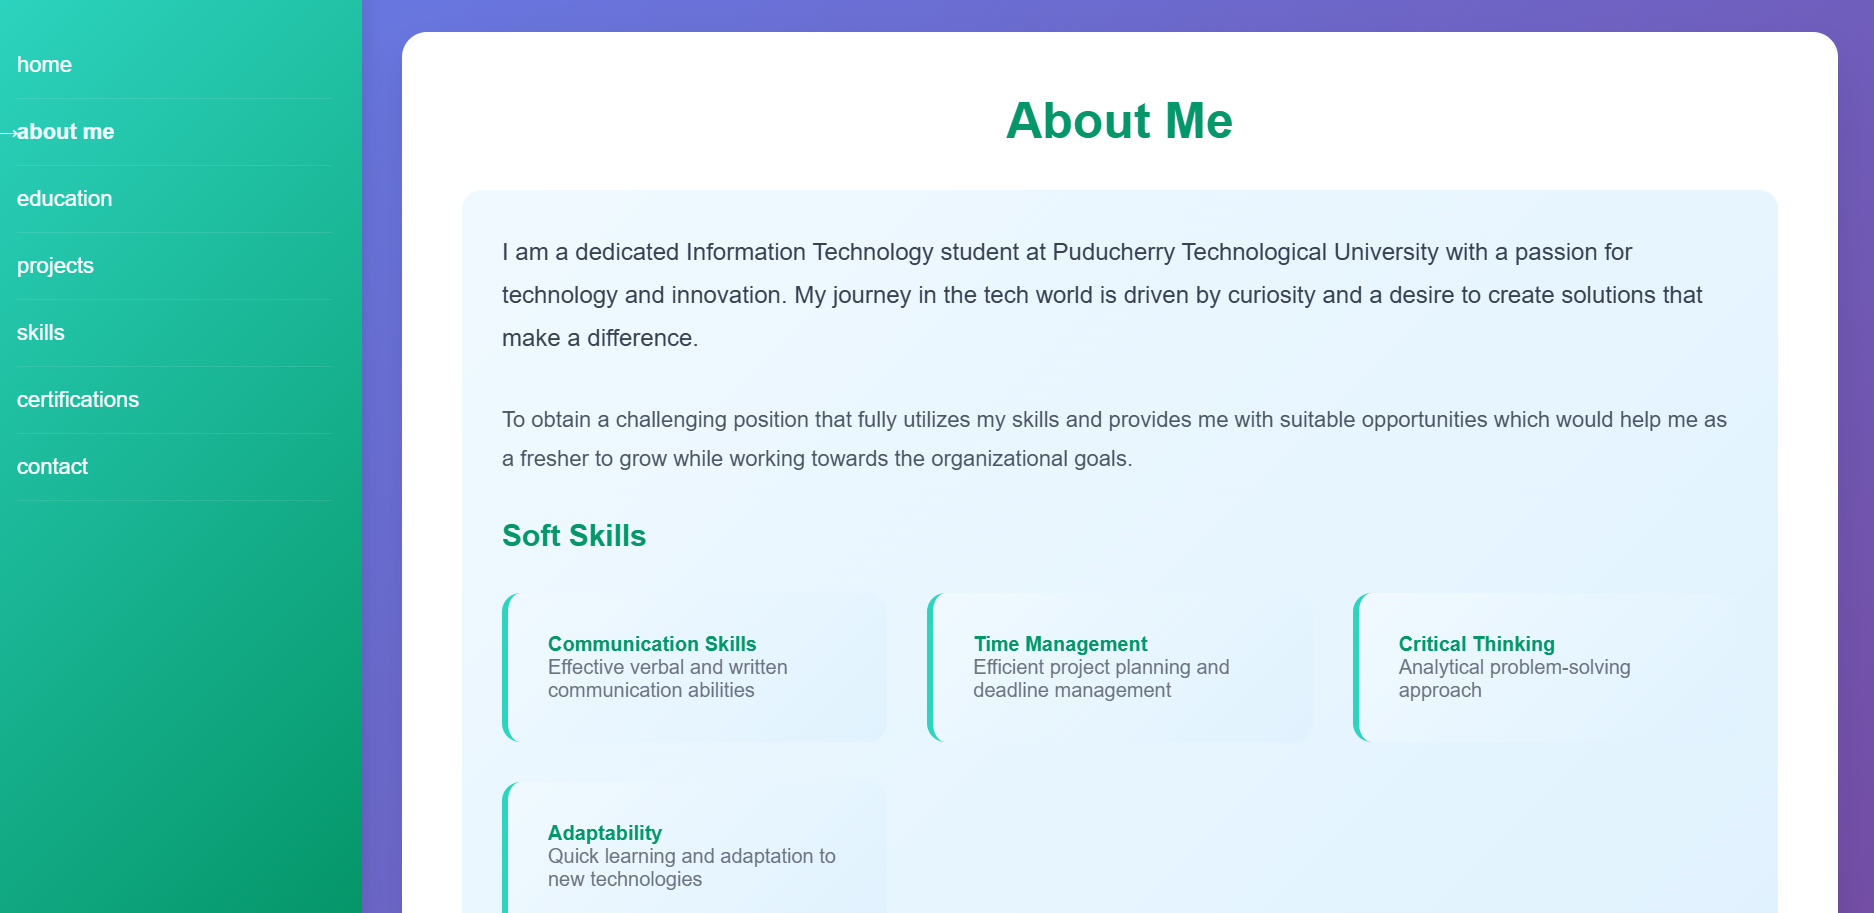 home
→about me
education
projects
skills
certifications
contact
About Me
I am a dedicated Information Technology student at Puducherry Technological University with a passion for
technology and innovation. My journey in the tech world is driven by curiosity and a desire to create solutions that
make a difference.
To obtain a challenging position that fully utilizes my skills and provides me with suitable opportunities which would help me as
a fresher to grow while working towards the organizational goals.
Soft Skills
Communication Skills
Effective verbal and written
communication abilities
Time Management
Efficient project planning and
deadline management
Critical Thinking
Analytical problem-solving
approach
Adaptability
Quick learning and adaptation to
new technologies